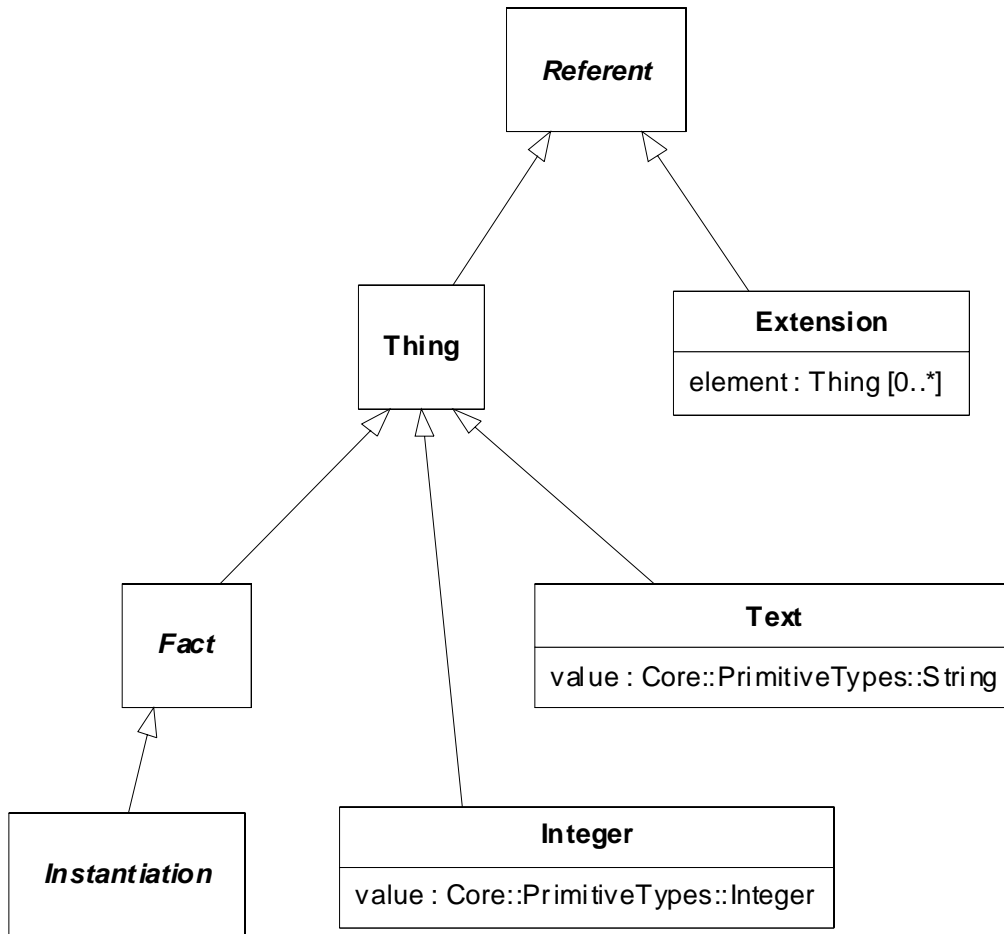 Referent
Thing
Extension
element : Thing [0..*]
Fact
Text
value : Core::PrimitiveTypes::String
Instantiation
Integer
value : Core::PrimitiveTypes::Integer